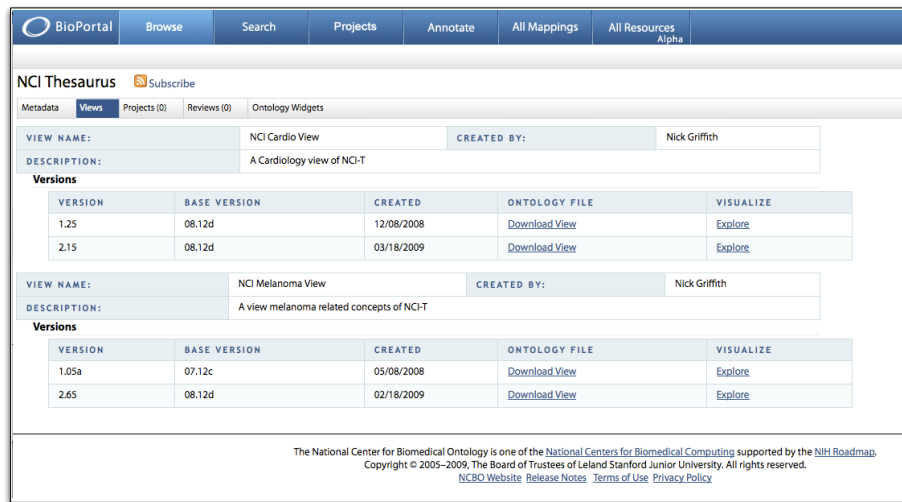 BioPortal Browse Search Projects Annotate All Mappings All Resources
Alpha
NCI Thesaurus Subscribe
Metadata Views Projects (0) Reviews (0) Ontology Widgets
VIEW NAME: NCI Cardio View CREATED BY: Nick Griffith
DESCRIPTION: A Cardiology view of NCI-T
Versions
VERSION BASE VERSION CREATED ONTOLOGY FILE VISUALIZE
1.25 08.12d 12/08/2008 Download View Explore
2.15 08.12d 03/18/2009 Download View Explore
VIEW NAME: NCI Melanoma View CREATED BY: Nick Griffith
DESCRIPTION: A view melanoma related concepts of NCI-T
Versions
VERSION BASE VERSION CREATED ONTOLOGY FILE VISUALIZE
1.05a 07.12c 05/08/2008 Download View Explore
2.65 08.12d 02/18/2009 Download View Explore
The National Center for Biomedical Ontology is one of the National Centers for Biomedical Computing supported by the NIH Roadmap.
Copyright © 2005–2009, The Board of Trustees of Leland Stanford Junior University. All rights reserved.
NCBO Website Release Notes Terms of Use Privacy Policy